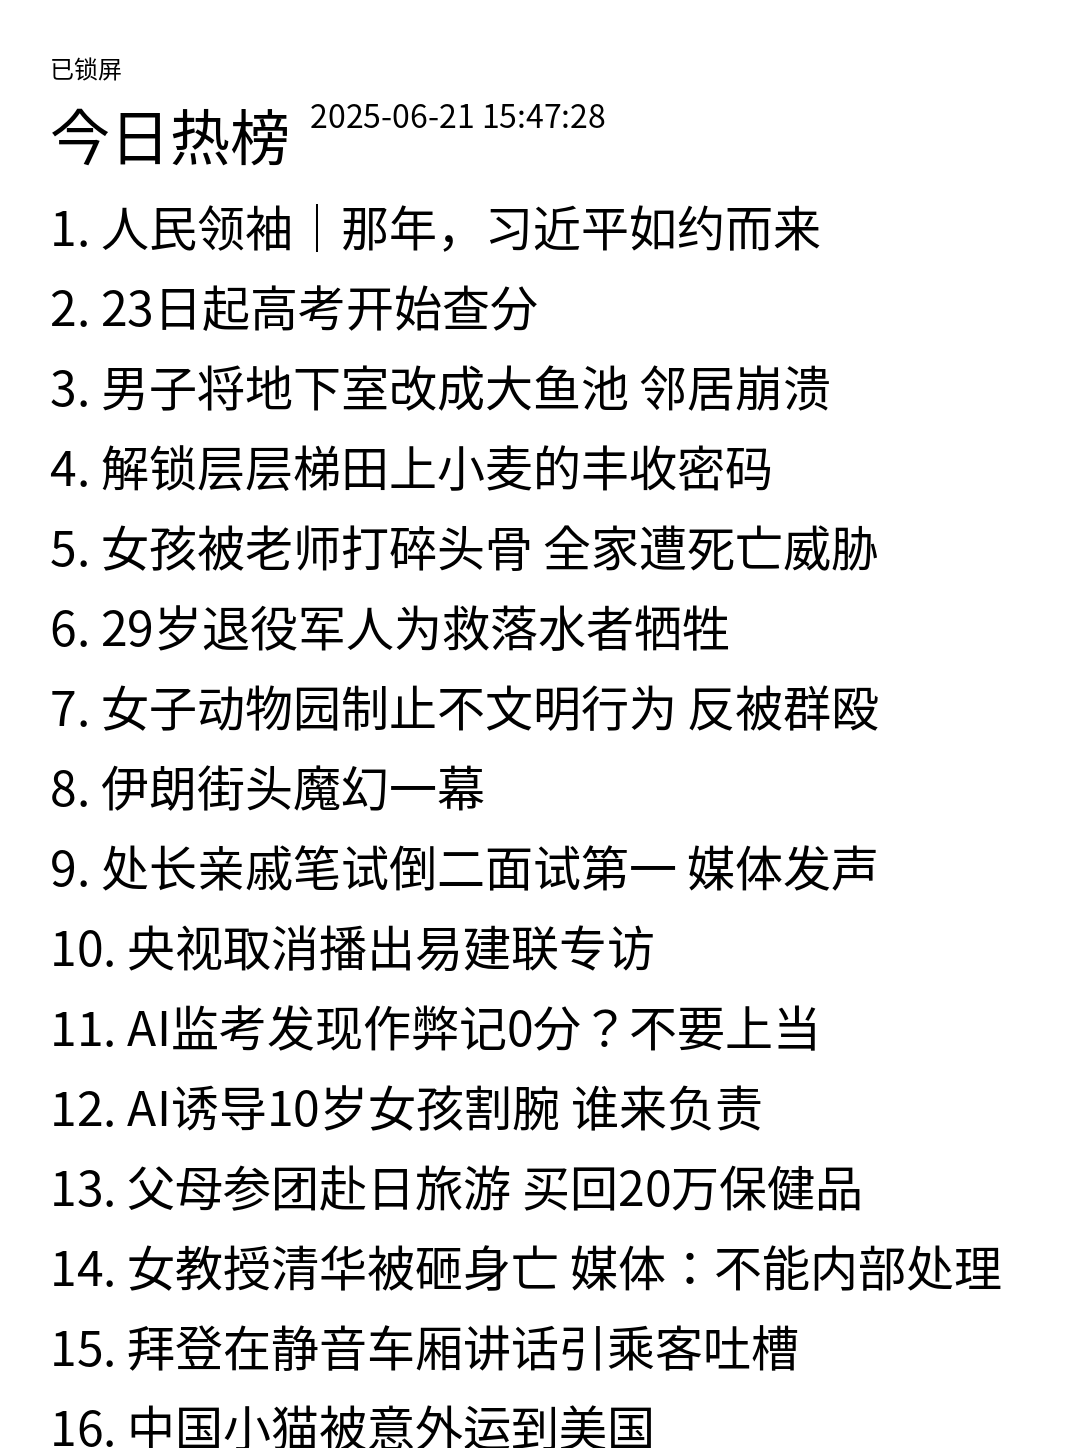 已锁屏
今日热榜 2025-06-21 15:47:28
1. 人民领袖｜那年，习近平如约而来
2. 23日起高考开始查分
3. 男子将地下室改成大鱼池 邻居崩溃
4. 解锁层层梯田上小麦的丰收密码
5. 女孩被老师打碎头骨 全家遭死亡威胁
6. 29岁退役军人为救落水者牺牲
7. 女子动物园制止不文明行为 反被群殴
8. 伊朗街头魔幻一幕
9. 处长亲戚笔试倒二面试第一 媒体发声
10. 央视取消播出易建联专访
11. AI监考发现作弊记0分？不要上当
12. AI诱导10岁女孩割腕 谁来负责
13. 父母参团赴日旅游 买回20万保健品
14. 女教授清华被砸身亡 媒体：不能内部处理
15. 拜登在静音车厢讲话引乘客吐槽
16. 中国小猫被意外运到美国